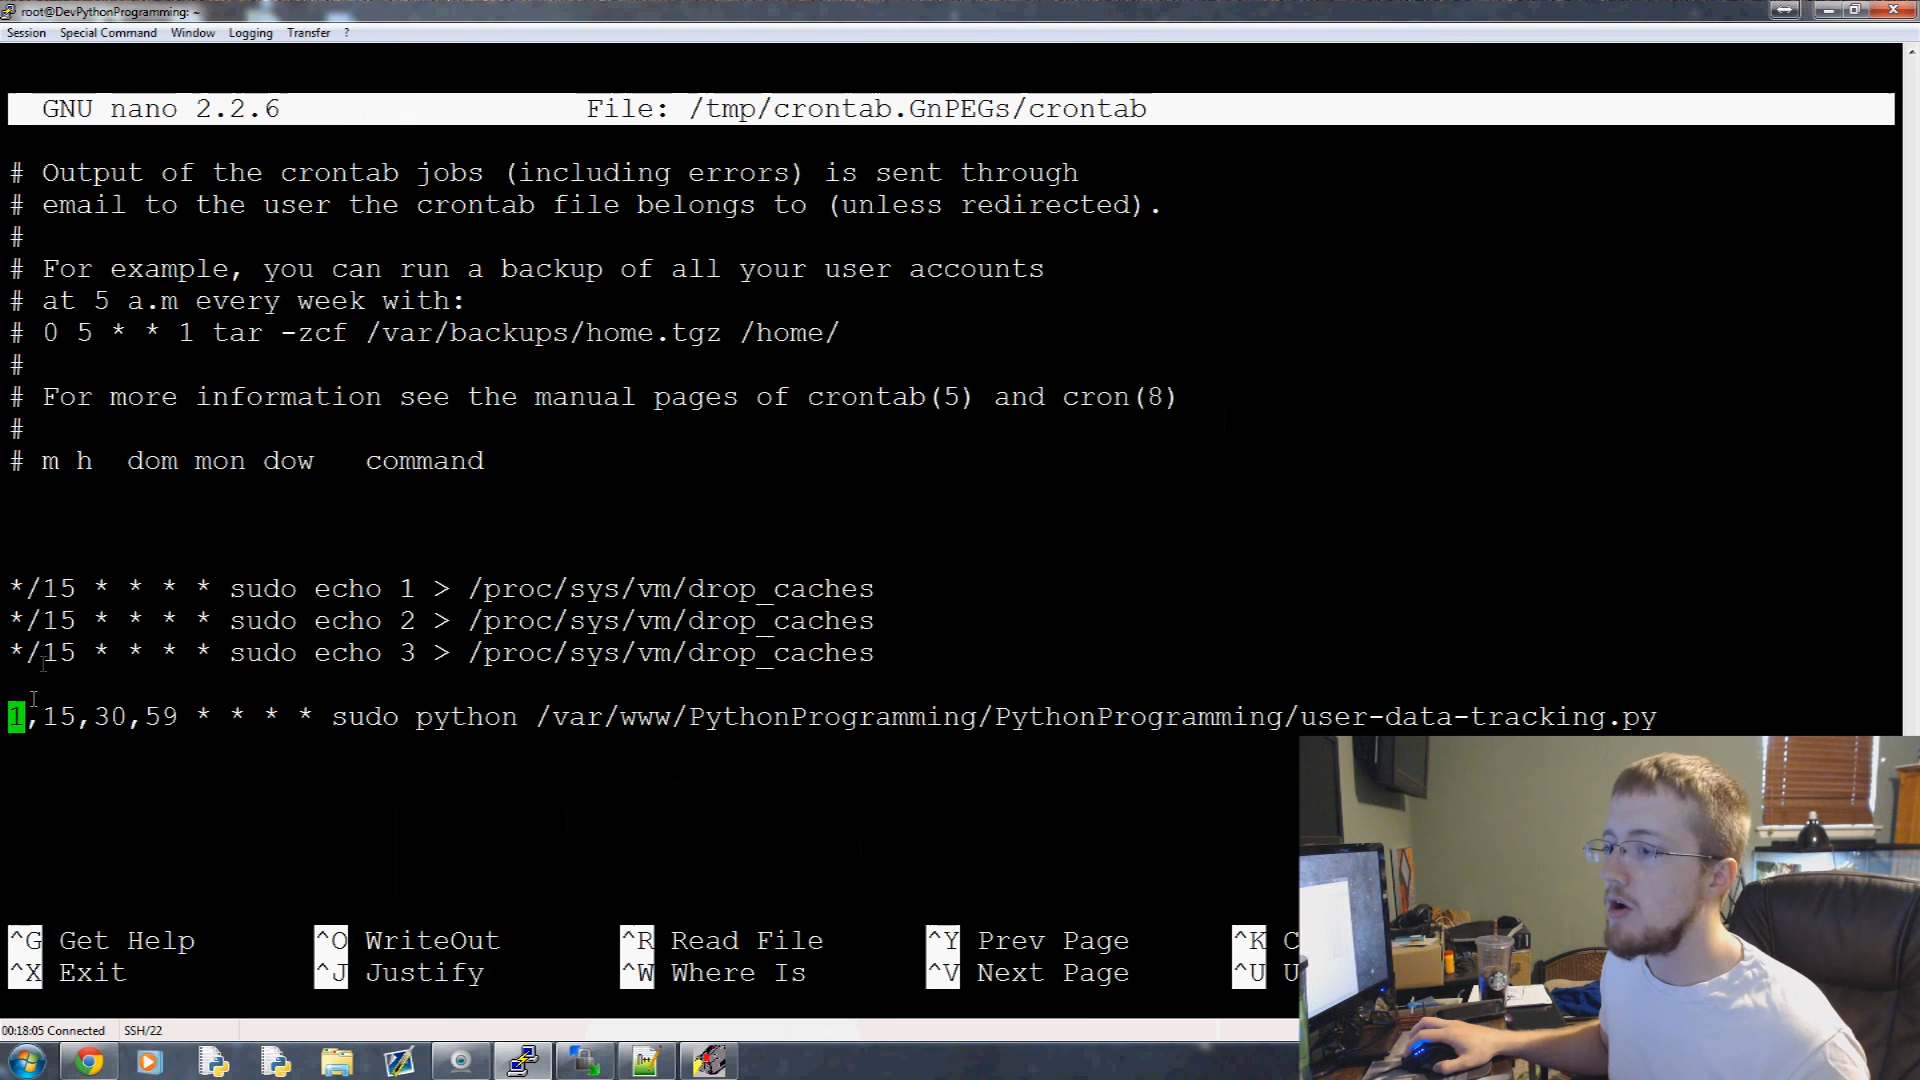 root@DevPythonProgramming: ~
Session Special Command Window Logging Transfer ?
GNU nano 2.2.6 File: /tmp/crontab.GnPEGs/crontab
# Output of the crontab jobs (including errors) is sent through
# email to the user the crontab file belongs to (unless redirected).
#
# For example, you can run a backup of all your user accounts
# at 5 a.m every week with:
# 0 5 * * 1 tar -zcf /var/backups/home.tgz /home/
#
# For more information see the manual pages of crontab(5) and cron(8)
#
# m h  dom mon dow   command
*/15 * * * * sudo echo 1 > /proc/sys/vm/drop_caches
*/15 * * * * sudo echo 2 > /proc/sys/vm/drop_caches
*/15 * * * * sudo echo 3 > /proc/sys/vm/drop_caches
1,15,30,59 * * * * sudo python /var/www/PythonProgramming/PythonProgramming/user-data-tracking.py
^G Get Help ^O WriteOut ^R Read File ^Y Prev Page ^K C
^X Exit ^J Justify ^W Where Is ^V Next Page ^U U
00:18:05 Connected SSH/22